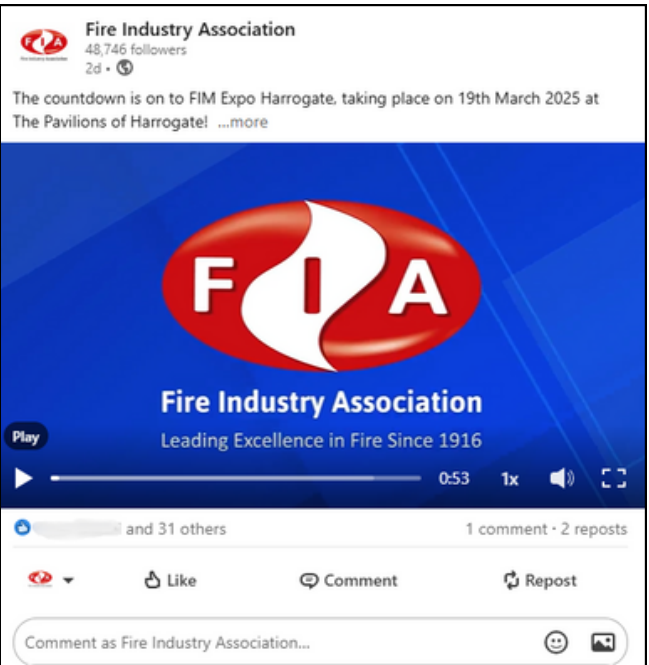 Fire Industry Association
48,746 followers
2d •
The countdown is on to FIM Expo Harrogate, taking place on 19th March 2025 at
The Pavilions of Harrogate! ...more
FIA
Fire Industry Association
Leading Excellence in Fire Since 1916
Play
0:53 1x
and 31 others 1 comment • 2 reposts
Like Comment Repost
Comment as Fire Industry Association...